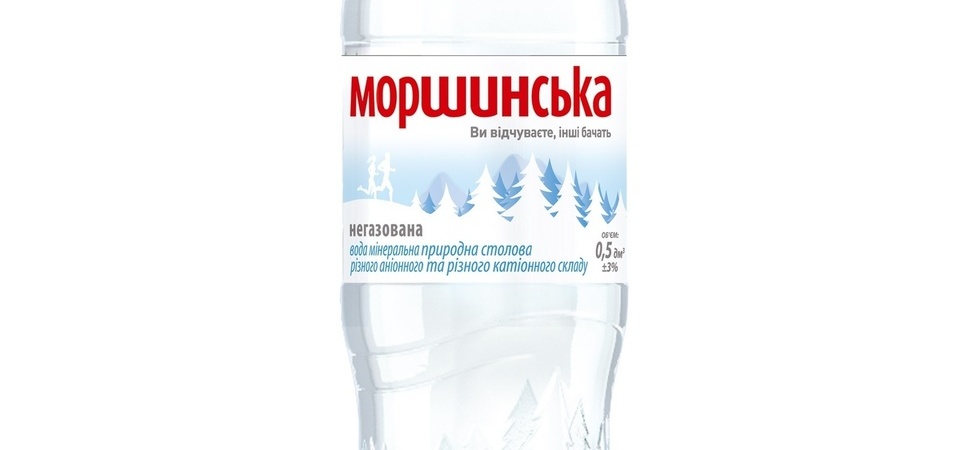 моршинська
Ви відчуваєте, інші бачать
негазована
вода мінеральна природна столова
різного аніонного та різного катіонного складу
ОБ'ЄМ:
0,5 дм³
±3%